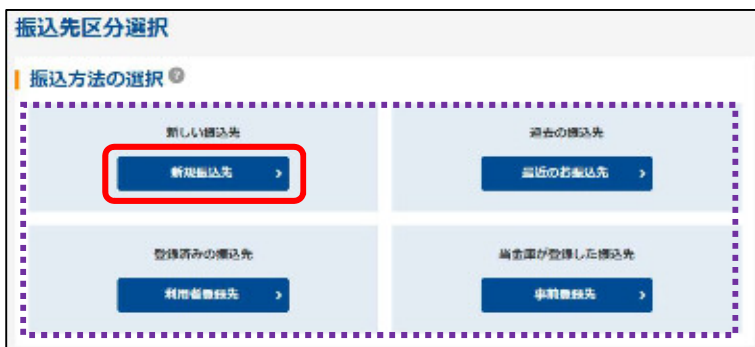 振込先区分選択
振込方法の選択 ?
新しい振込先
過去の振込先
新規振込先 >
最近のお振込先 >
登録済みの振込先
当金庫が登録した振込先
利用者登録先 >
事前登録先 >